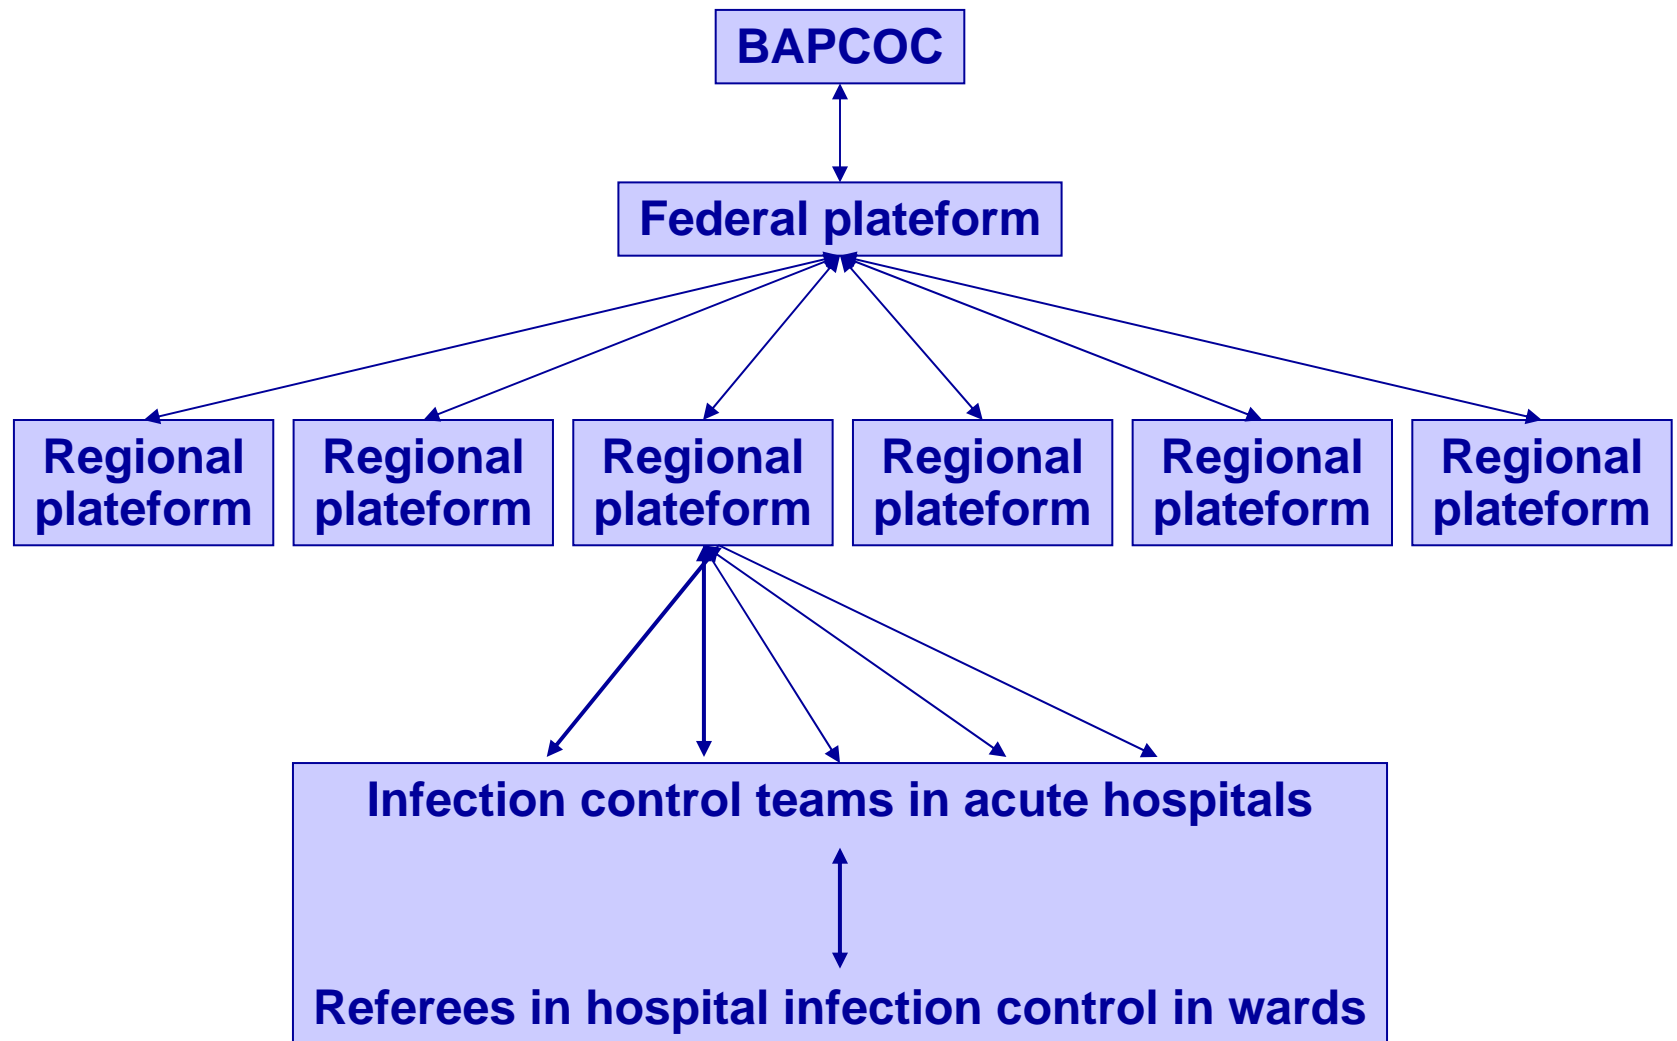 BAPCOC
Federal plateform
Regional
plateform
Regional
plateform
Regional
plateform
Regional
plateform
Regional
plateform
Regional
plateform
Infection control teams in acute hospitals
Referees in hospital infection control in wards